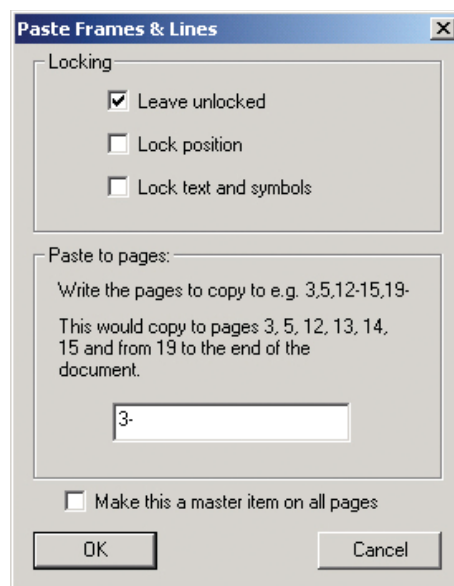 Paste Frames & Lines
Locking
Leave unlocked
Lock position
Lock text and symbols
Paste to pages:
Write the pages to copy to e.g. 3,5,12-15,19-
This would copy to pages 3, 5, 12, 13, 14,
15 and from 19 to the end of the
document.
3-
Make this a master item on all pages
OK Cancel